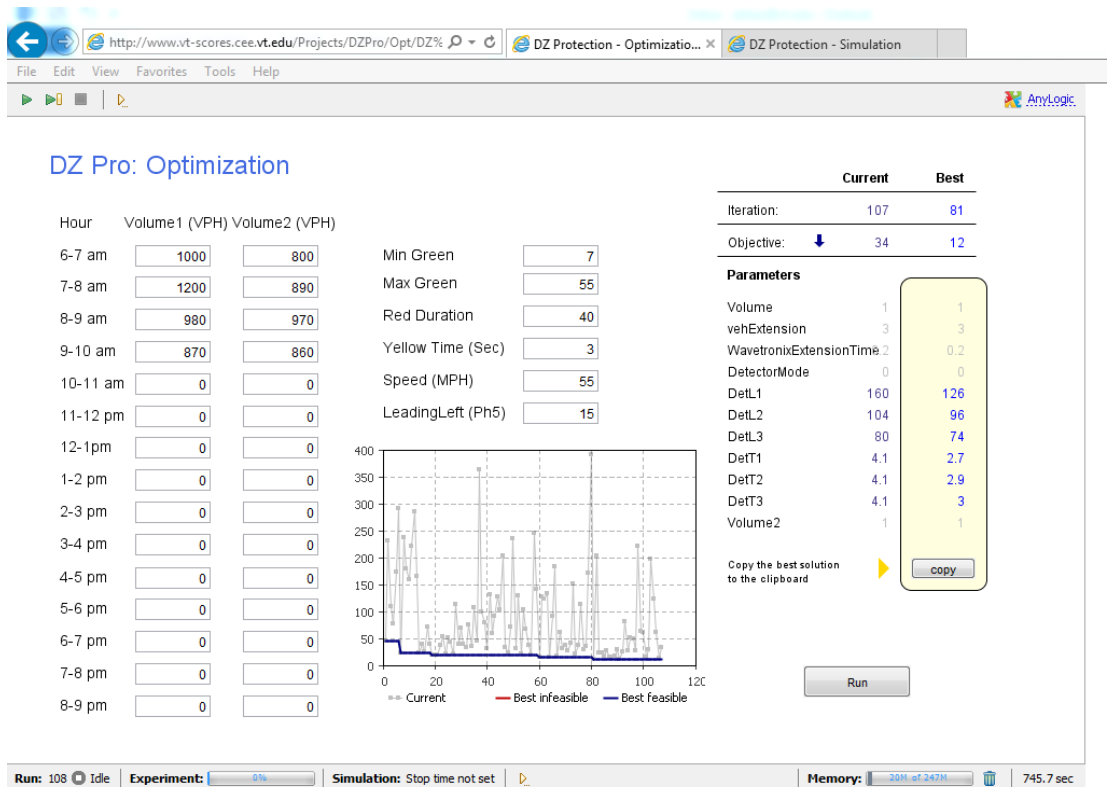 http://www.vt-scores.cee.vt.edu/Projects/DZPro/Opt/DZ%
DZ Protection - Optimizatio...
DZ Protection - Simulation
File Edit View Favorites Tools Help
AnyLogic
DZ Pro: Optimization
Hour Volume1 (VPH) Volume2 (VPH)
6-7 am 1000 800
7-8 am 1200 890
8-9 am 980 970
9-10 am 870 860
10-11 am 0 0
11-12 pm 0 0
12-1pm 0 0
1-2 pm 0 0
2-3 pm 0 0
3-4 pm 0 0
4-5 pm 0 0
5-6 pm 0 0
6-7 pm 0 0
7-8 pm 0 0
8-9 pm 0 0
Min Green 7
Max Green 55
Red Duration 40
Yellow Time (Sec) 3
Speed (MPH) 55
LeadingLeft (Ph5) 15
400
350
300
250
200
150
100
50
0
0 20 40 60 80 100 120
Current Best infeasible Best feasible
Current Best
Iteration: 107 81
Objective: 34 12
Parameters
Volume 1 1
vehExtension 3 3
WavetronixExtensionTime .2 0.2
DetectorMode 0 0
DetL1 160 126
DetL2 104 96
DetL3 80 74
DetT1 4.1 2.7
DetT2 4.1 2.9
DetT3 4.1 3
Volume2 1 1
Copy the best solution
to the clipboard
copy
Run
Run: 108 Idle Experiment: 0% Simulation: Stop time not set Memory: 20M of 247M 745.7 sec